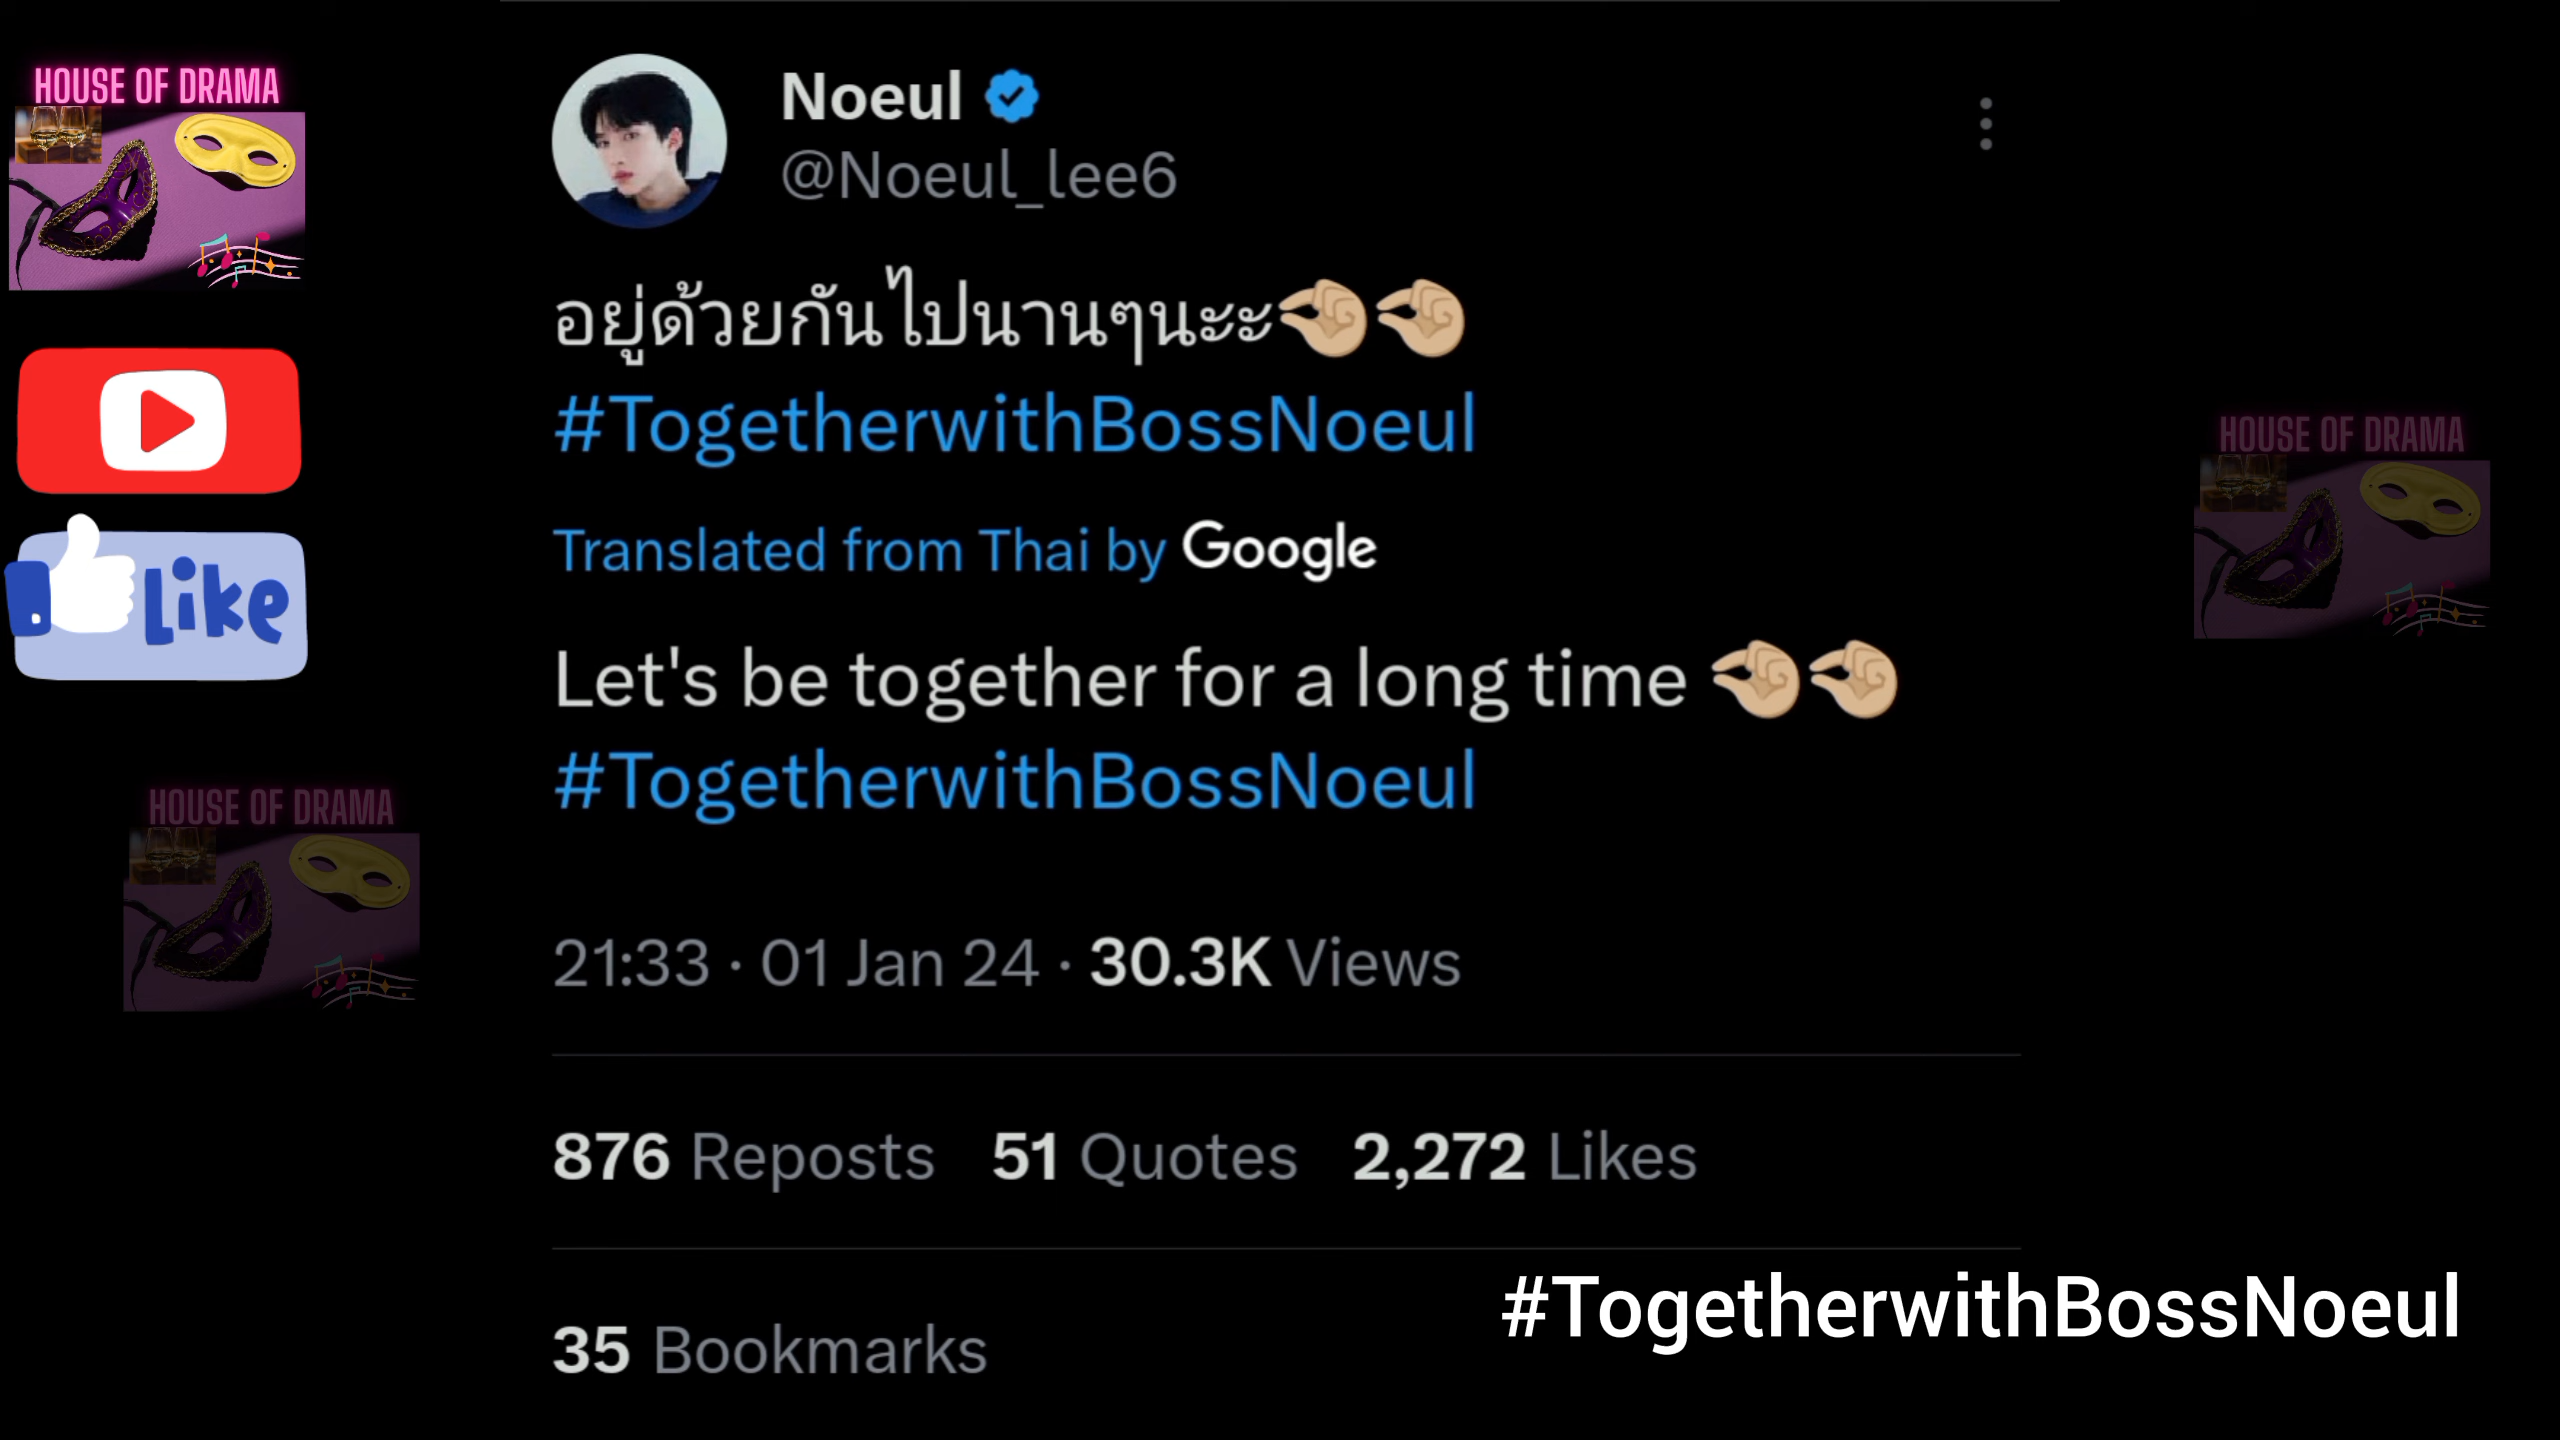 HOUSE OF DRAMA
Like
Noeul
@Noeul_lee6
อยู่ด้วยกันไปนานๆนะะ🤏🏼🤏🏼
#TogetherwithBossNoeul
Translated from Thai by Google
Let's be together for a long time 🤏🏼🤏🏼
#TogetherwithBossNoeul
21:33 · 01 Jan 24 · 30.3K Views
876 Reposts 51 Quotes 2,272 Likes
35 Bookmarks
#TogetherwithBossNoeul
HOUSE OF DRAMA
HOUSE OF DRAMA